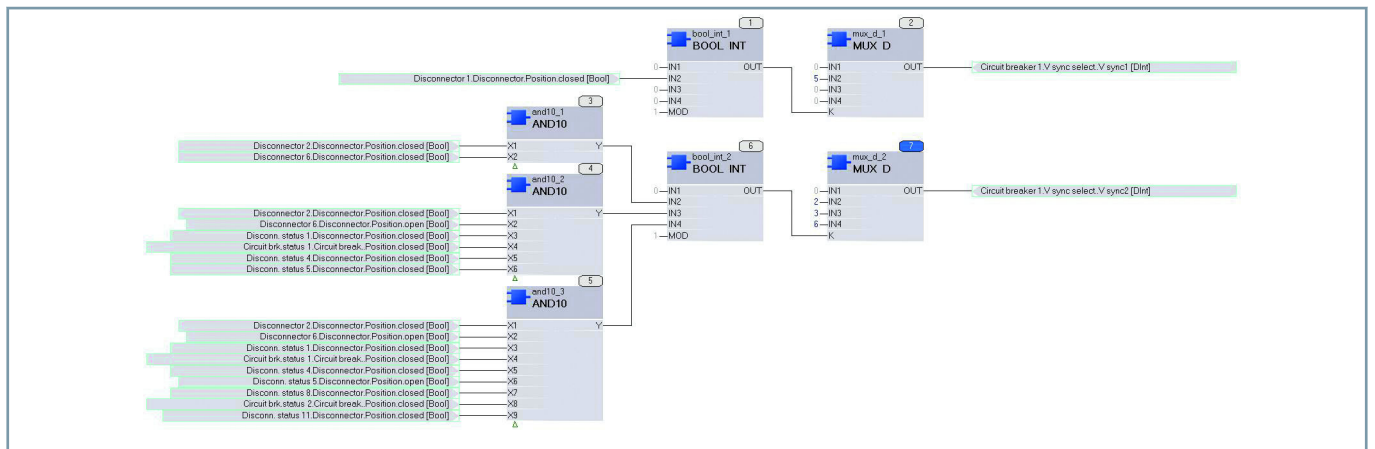 1
bool_int_1
BOOL INT
0 IN1 OUT
IN2
0 IN3
0 IN4
1 MOD
2
mux_d_1
MUX D
0 IN1 OUT
5 IN2
0 IN3
0 IN4
K
Disconnector 1.Disconnector.Position.closed [Bool]
Circuit breaker 1.V sync select..V sync1 [DInt]
3
and10_1
AND10
Disconnector 2.Disconnector.Position.closed [Bool] X1 Y
Disconnector 6.Disconnector.Position.closed [Bool] X2
4
and10_2
AND10
Disconnector 2.Disconnector.Position.closed [Bool] X1 Y
Disconnector 6.Disconnector.Position.open [Bool] X2
Disconn. status 1.Disconnector.Position.closed [Bool] X3
Circuit brk.status 1.Circuit break..Position.closed [Bool] X4
Disconn. status 4.Disconnector.Position.closed [Bool] X5
Disconn. status 5.Disconnector.Position.closed [Bool] X6
5
and10_3
AND10
Disconnector 2.Disconnector.Position.closed [Bool] X1 Y
Disconnector 6.Disconnector.Position.open [Bool] X2
Disconn. status 1.Disconnector.Position.closed [Bool] X3
Circuit brk.status 1.Circuit break..Position.closed [Bool] X4
Disconn. status 4.Disconnector.Position.closed [Bool] X5
Disconn. status 5.Disconnector.Position.open [Bool] X6
Disconn. status 8.Disconnector.Position.closed [Bool] X7
Circuit brk.status 2.Circuit break..Position.closed [Bool] X8
Disconn. status 11.Disconnector.Position.closed [Bool] X9
6
bool_int_2
BOOL INT
0 IN1 OUT
IN2
IN3
IN4
1 MOD
7
mux_d_2
MUX D
0 IN1 OUT
2 IN2
3 IN3
6 IN4
K
Circuit breaker 1.V sync select..V sync2 [DInt]